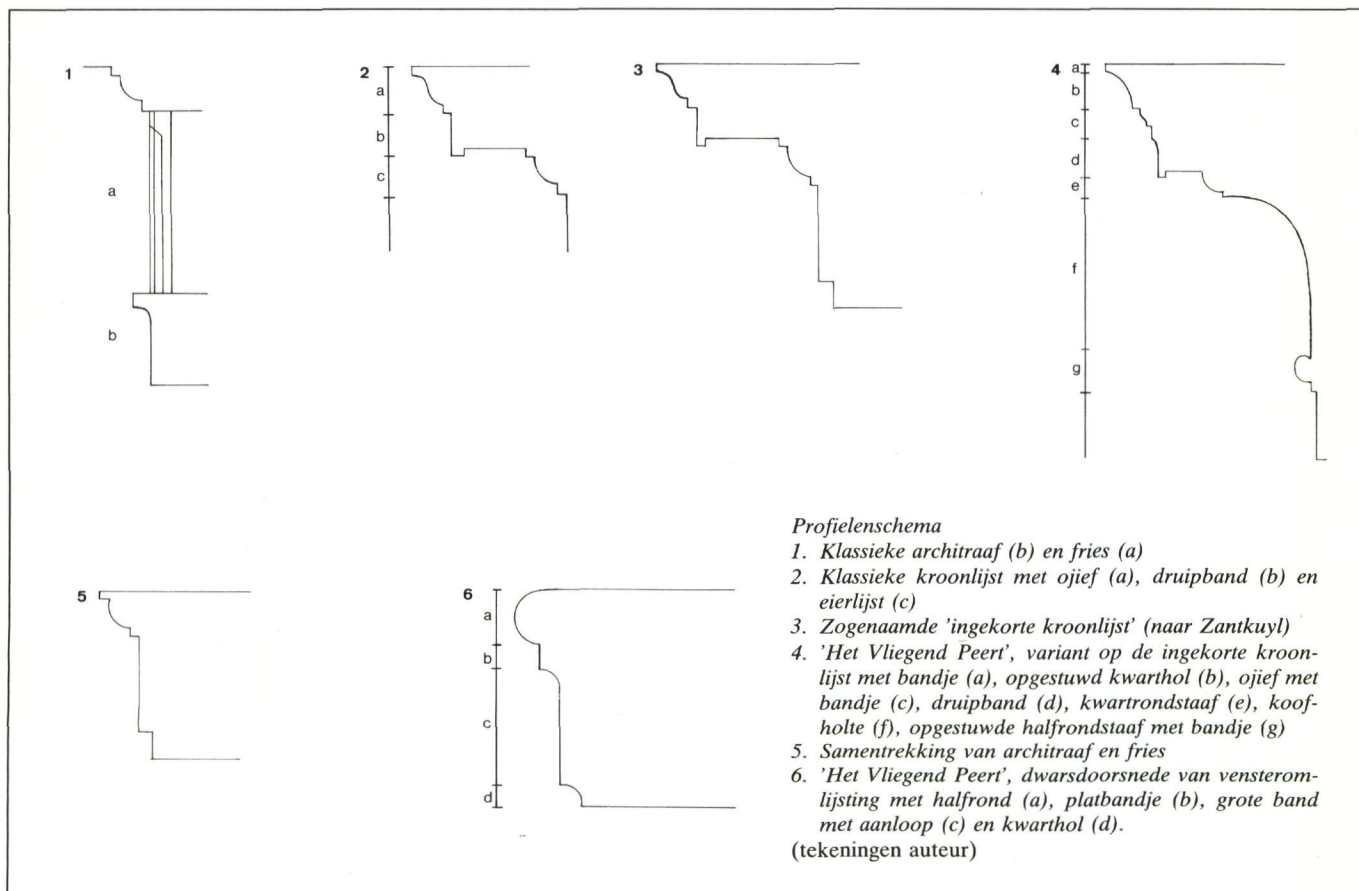 1
a
b
2
a
b
c
3
4
a
b
c
d
e
f
g
5
6
a
b
c
d
Profielenschema
1. Klassieke architraaf (b) en fries (a)
2. Klassieke kroonlijst met ojief (a), druipband (b) en
eierlijst (c)
3. Zogenaamde 'ingekorte kroonlijst' (naar Zantkuyl)
4. 'Het Vliegend Peert', variant op de ingekorte kroon-
lijst met bandje (a), opgestuwd kwarthol (b), ojief met
bandje (c), druipband (d), kwartrondstaaf (e), koof-
holte (f), opgestuwde halfrondstaaf met bandje (g)
5. Samentrekking van architraaf en fries
6. 'Het Vliegend Peert', dwarsdoorsnede van vensterom-
lijsting met halfrond (a), platbandje (b), grote band
met aanloop (c) en kwarthol (d).
(tekeningen auteur)